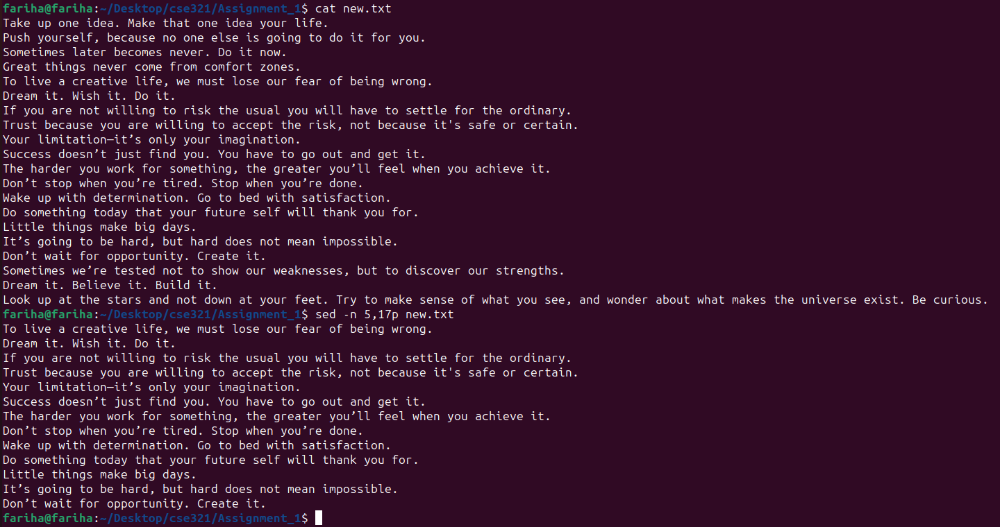 fariha@fariha:~/Desktop/cse321/Assignment_1$ cat new.txt
Take up one idea. Make that one idea your life.
Push yourself, because no one else is going to do it for you.
Sometimes later becomes never. Do it now.
Great things never come from comfort zones.
To live a creative life, we must lose our fear of being wrong.
Dream it. Wish it. Do it.
If you are not willing to risk the usual you will have to settle for the ordinary.
Trust because you are willing to accept the risk, not because it's safe or certain.
Your limitation—it’s only your imagination.
Success doesn’t just find you. You have to go out and get it.
The harder you work for something, the greater you’ll feel when you achieve it.
Don’t stop when you’re tired. Stop when you’re done.
Wake up with determination. Go to bed with satisfaction.
Do something today that your future self will thank you for.
Little things make big days.
It’s going to be hard, but hard does not mean impossible.
Don’t wait for opportunity. Create it.
Sometimes we’re tested not to show our weaknesses, but to discover our strengths.
Dream it. Believe it. Build it.
Look up at the stars and not down at your feet. Try to make sense of what you see, and wonder about what makes the universe exist. Be curious.
fariha@fariha:~/Desktop/cse321/Assignment_1$ sed -n 5,17p new.txt
To live a creative life, we must lose our fear of being wrong.
Dream it. Wish it. Do it.
If you are not willing to risk the usual you will have to settle for the ordinary.
Trust because you are willing to accept the risk, not because it's safe or certain.
Your limitation—it’s only your imagination.
Success doesn’t just find you. You have to go out and get it.
The harder you work for something, the greater you’ll feel when you achieve it.
Don’t stop when you’re tired. Stop when you’re done.
Wake up with determination. Go to bed with satisfaction.
Do something today that your future self will thank you for.
Little things make big days.
It’s going to be hard, but hard does not mean impossible.
Don’t wait for opportunity. Create it.
fariha@fariha:~/Desktop/cse321/Assignment_1$